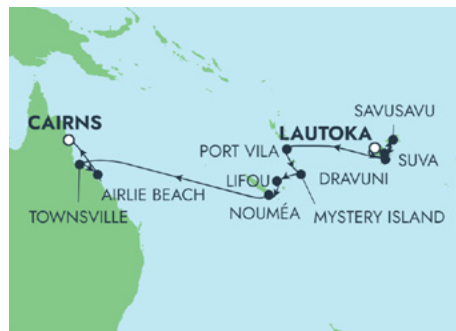 SAVUSAVU
CAIRNS
LAUTOKA
PORT VILA
SUVA
LIFOU
DRAVUNI
AIRLIE BEACH
NOUMÉA
MYSTERY ISLAND
TOWNSVILLE